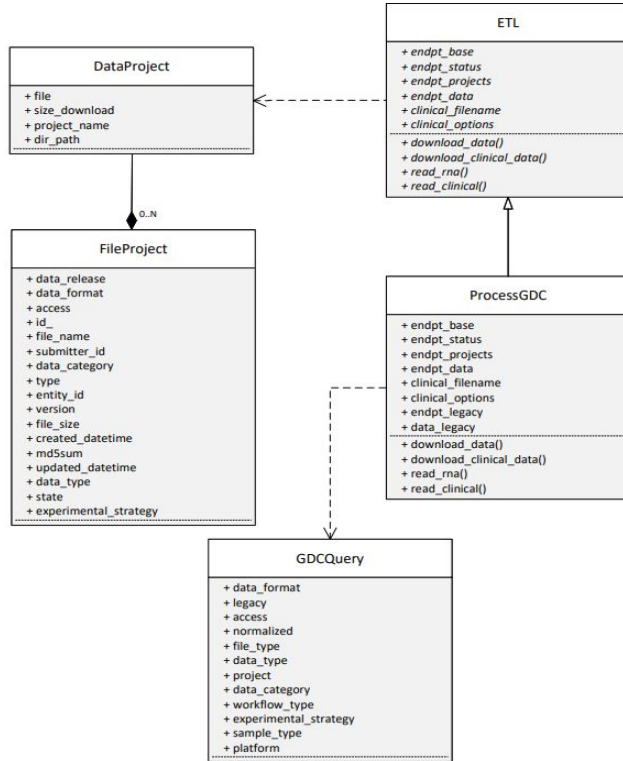 DataProject
+ file
+ size_download
+ project_name
+ dir_path
ETL
+ endpt_base
+ endpt_status
+ endpt_projects
+ endpt_data
+ clinical_filename
+ clinical_options
+ download_data()
+ download_clinical_data()
+ read_rna()
+ read_clinical()
0..N
FileProject
+ data_release
+ data_format
+ access
+ id_
+ file_name
+ submitter_id
+ data_category
+ type
+ entity_id
+ version
+ file_size
+ created_datetime
+ md5sum
+ updated_datetime
+ data_type
+ state
+ experimental_strategy
ProcessGDC
+ endpt_base
+ endpt_status
+ endpt_projects
+ endpt_data
+ clinical_filename
+ clinical_options
+ endpt_legacy
+ data_legacy
+ download_data()
+ download_clinical_data()
+ read_rna()
+ read_clinical()
GDCQuery
+ data_format
+ legacy
+ access
+ normalized
+ file_type
+ data_type
+ project
+ data_category
+ workflow_type
+ experimental_strategy
+ sample_type
+ platform